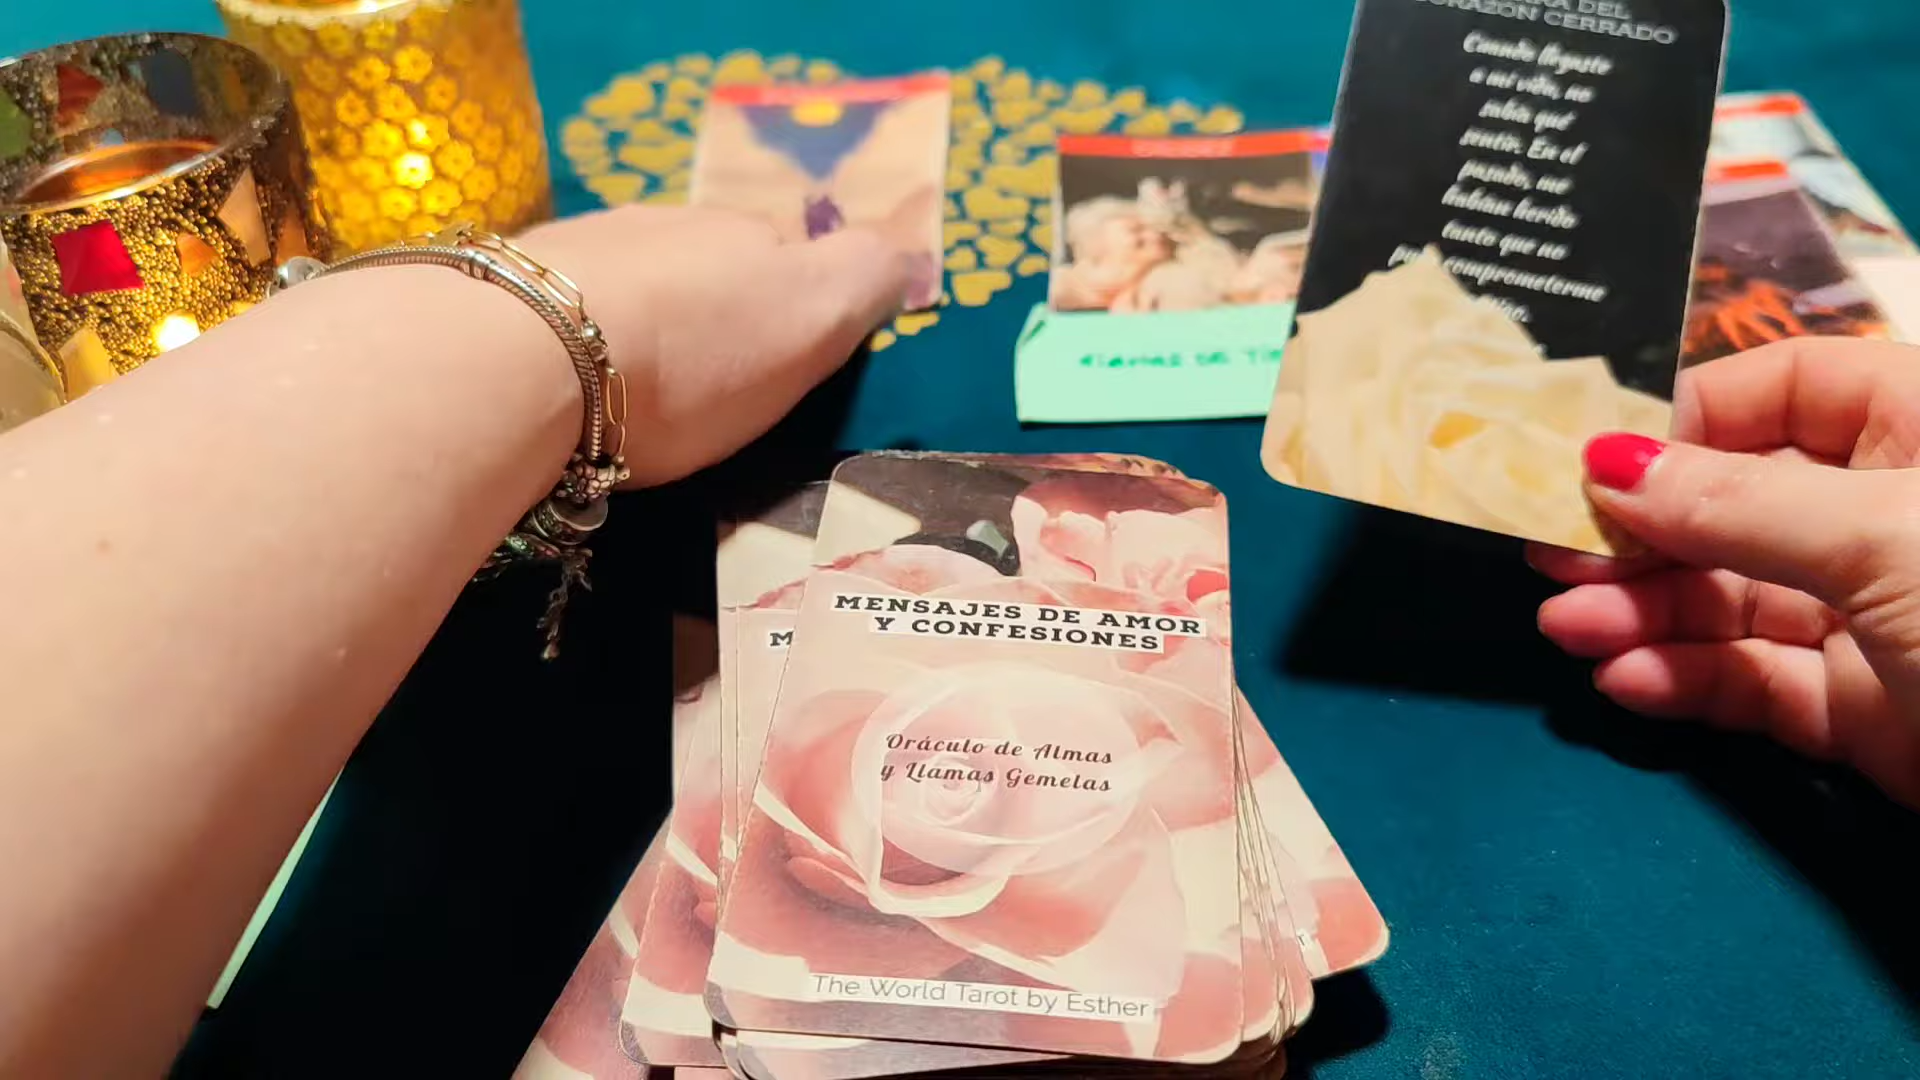 CORAZÓN CERRADO
Cuando llegaste
a mi vida, no
sabía qué
sentir. En el
pasado, me
habían herido
tanto que no
comprometerme
MENSAJES DE AMOR
Y CONFESIONES
M
Oráculo de Almas
y Llamas Gemelas
The World Tarot by Esther